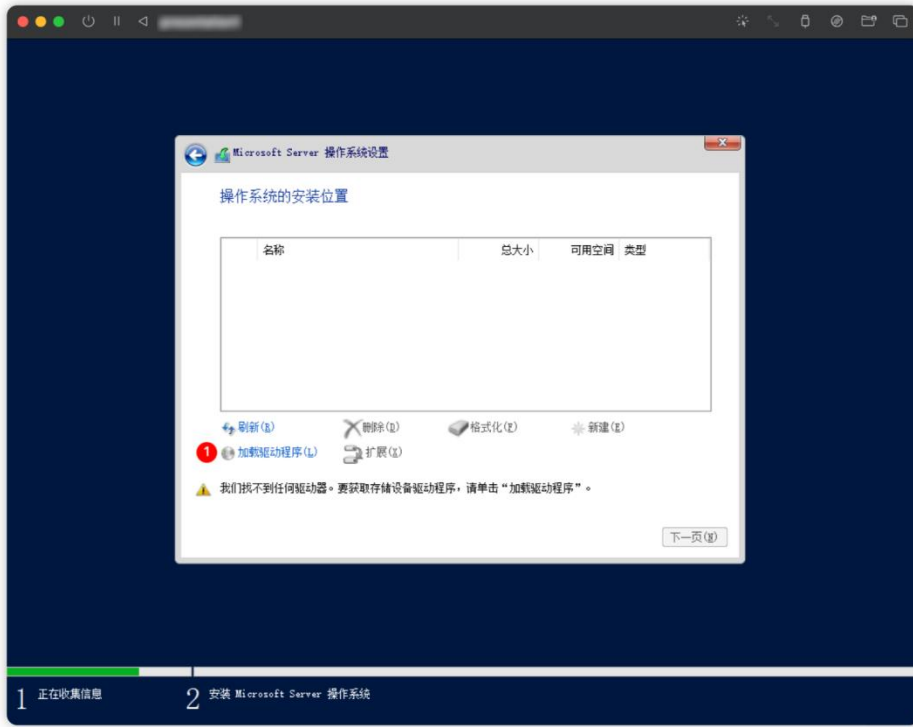 Microsoft Server 操作系统设置
操作系统的安装位置
名称 总大小 可用空间 类型
刷新(R) 删除(D) 格式化(F) 新建(E)
1 加载驱动程序(L) 扩展(X)
我们找不到任何驱动器。要获取存储设备驱动程序，请单击“加载驱动程序”。
下一页(N)
1 正在收集信息 2 安装 Microsoft Server 操作系统